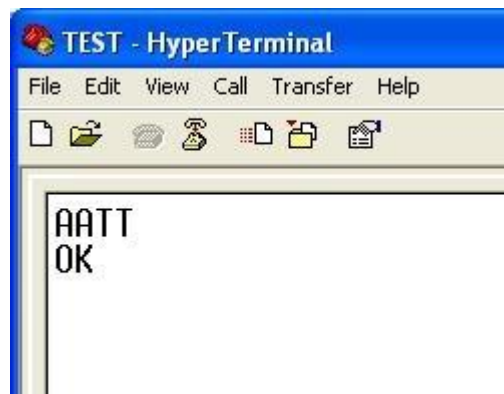 TEST - HyperTerminal
File Edit View Call Transfer Help
AATT
OK